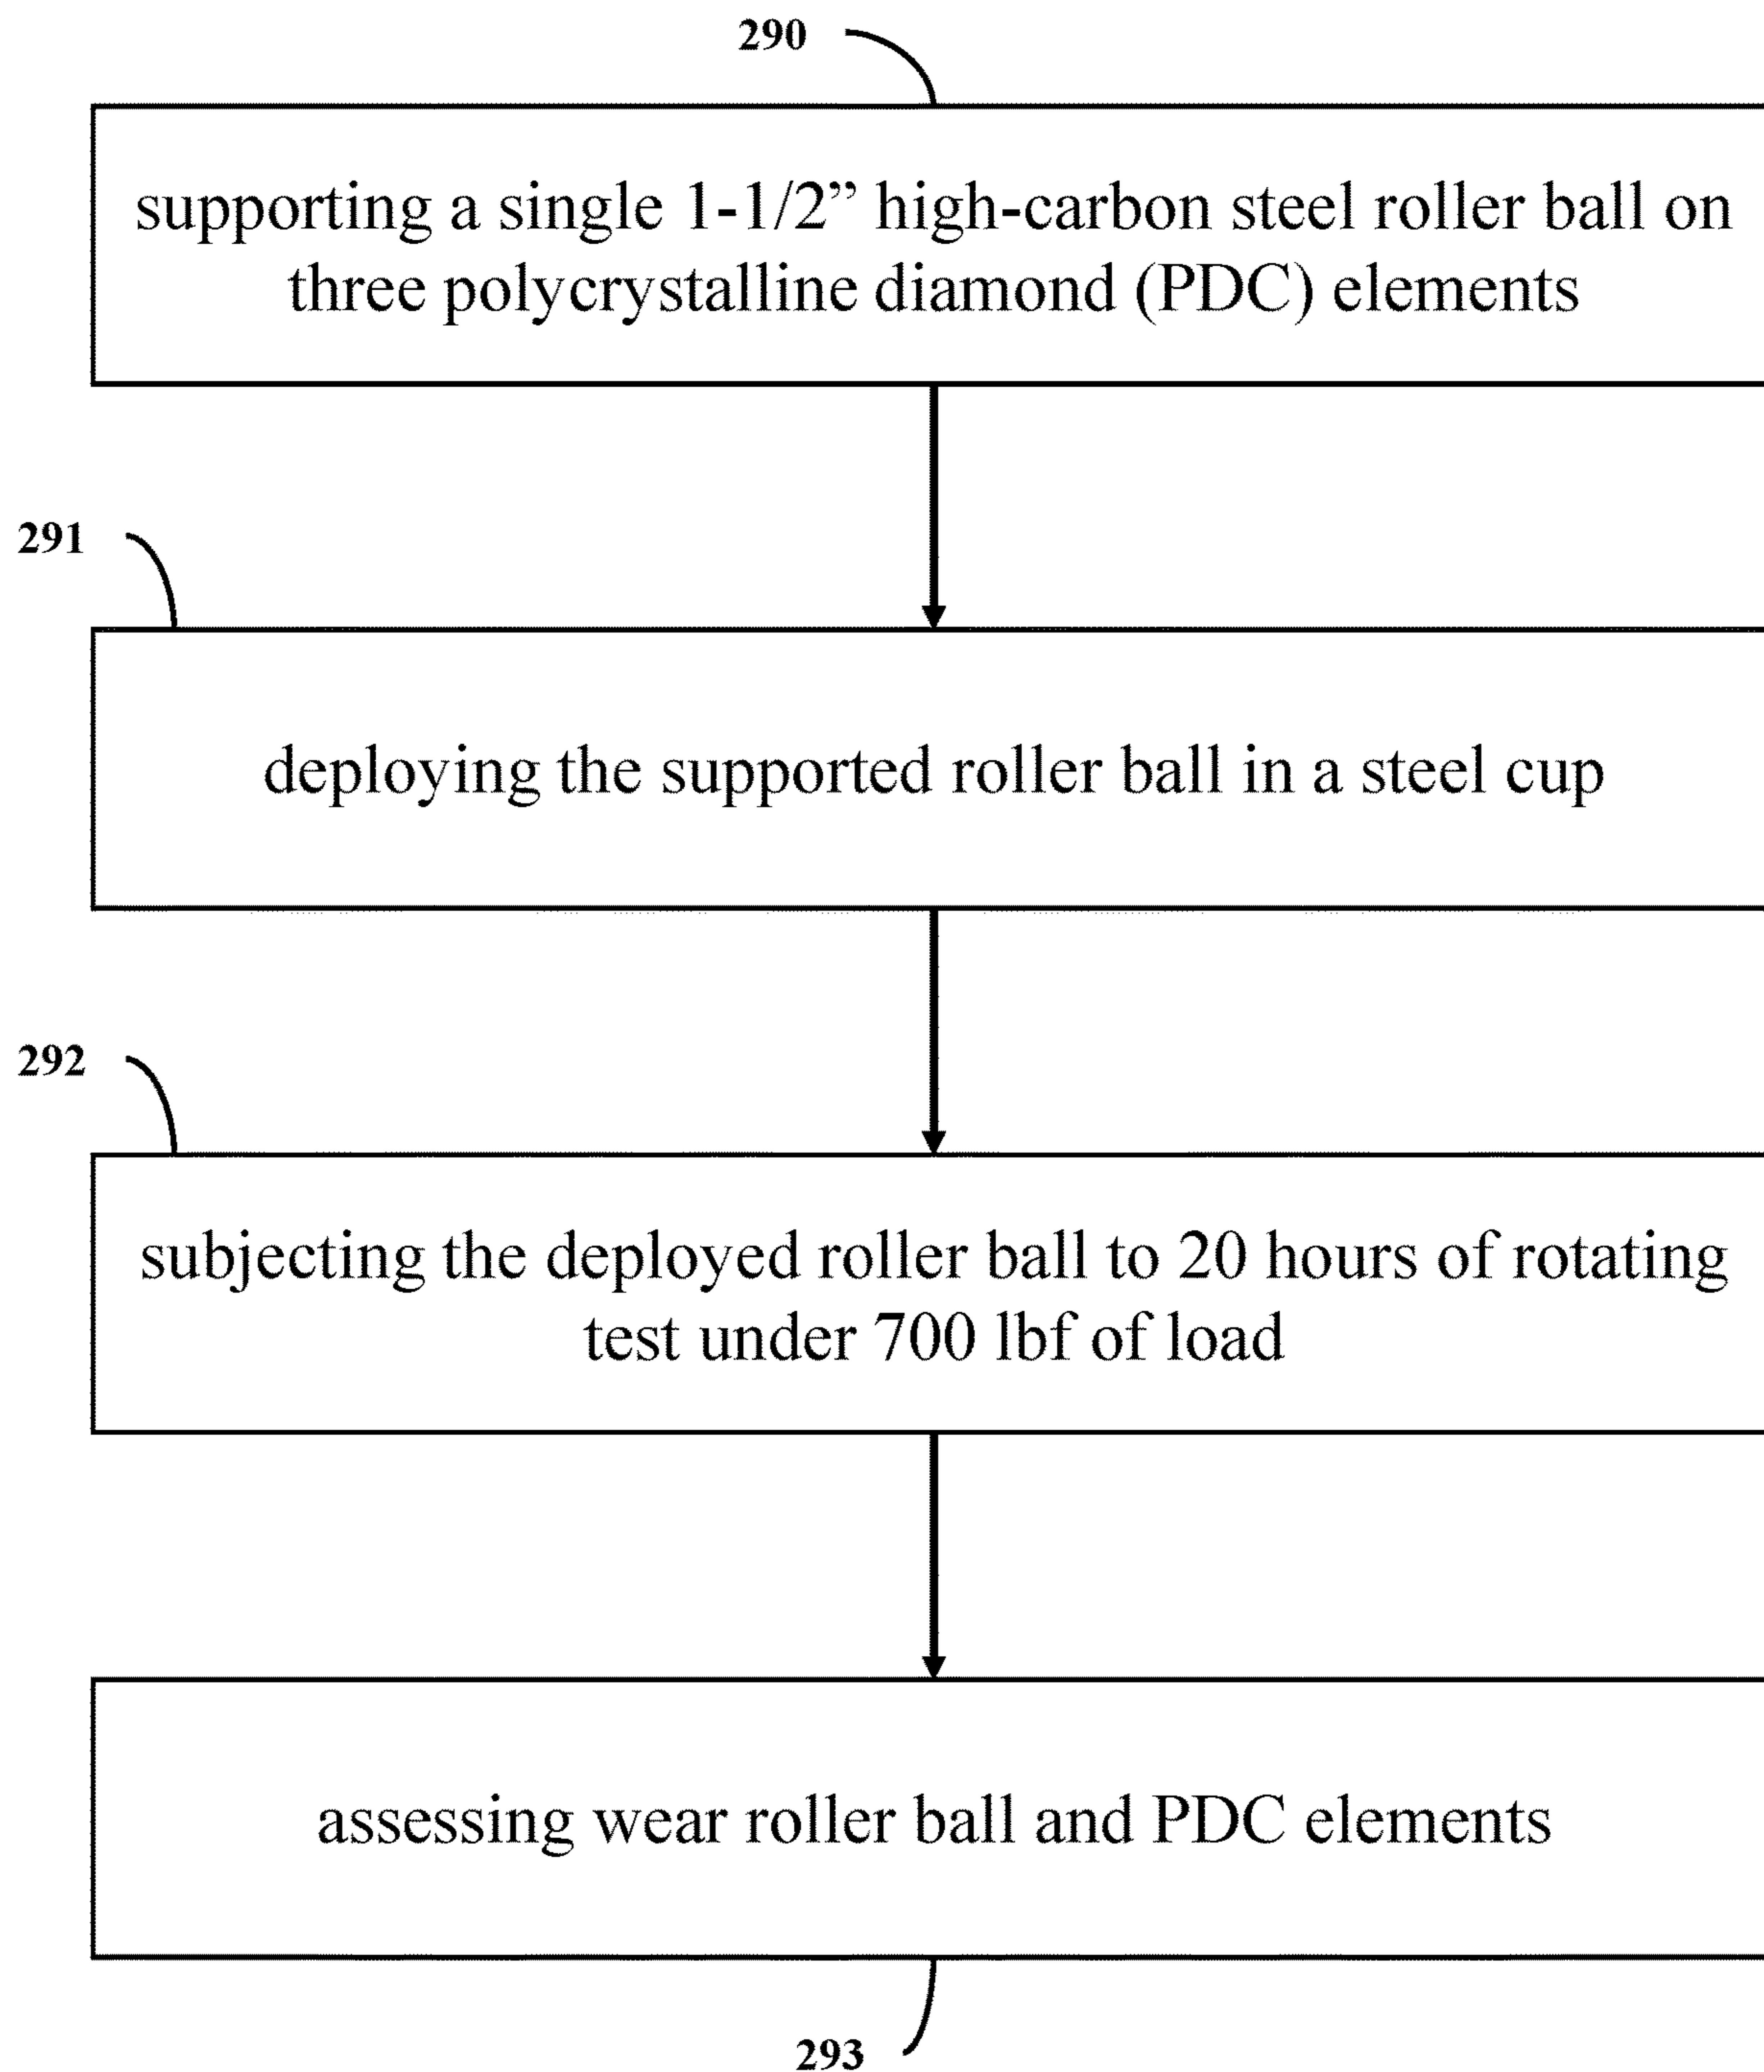 290
supporting a single 1-1/2” high-carbon steel roller ball on
three polycrystalline diamond (PDC) elements
291
deploying the supported roller ball in a steel cup
292
subjecting the deployed roller ball to 20 hours of rotating
test under 700 lbf of load
assessing wear roller ball and PDC elements
293